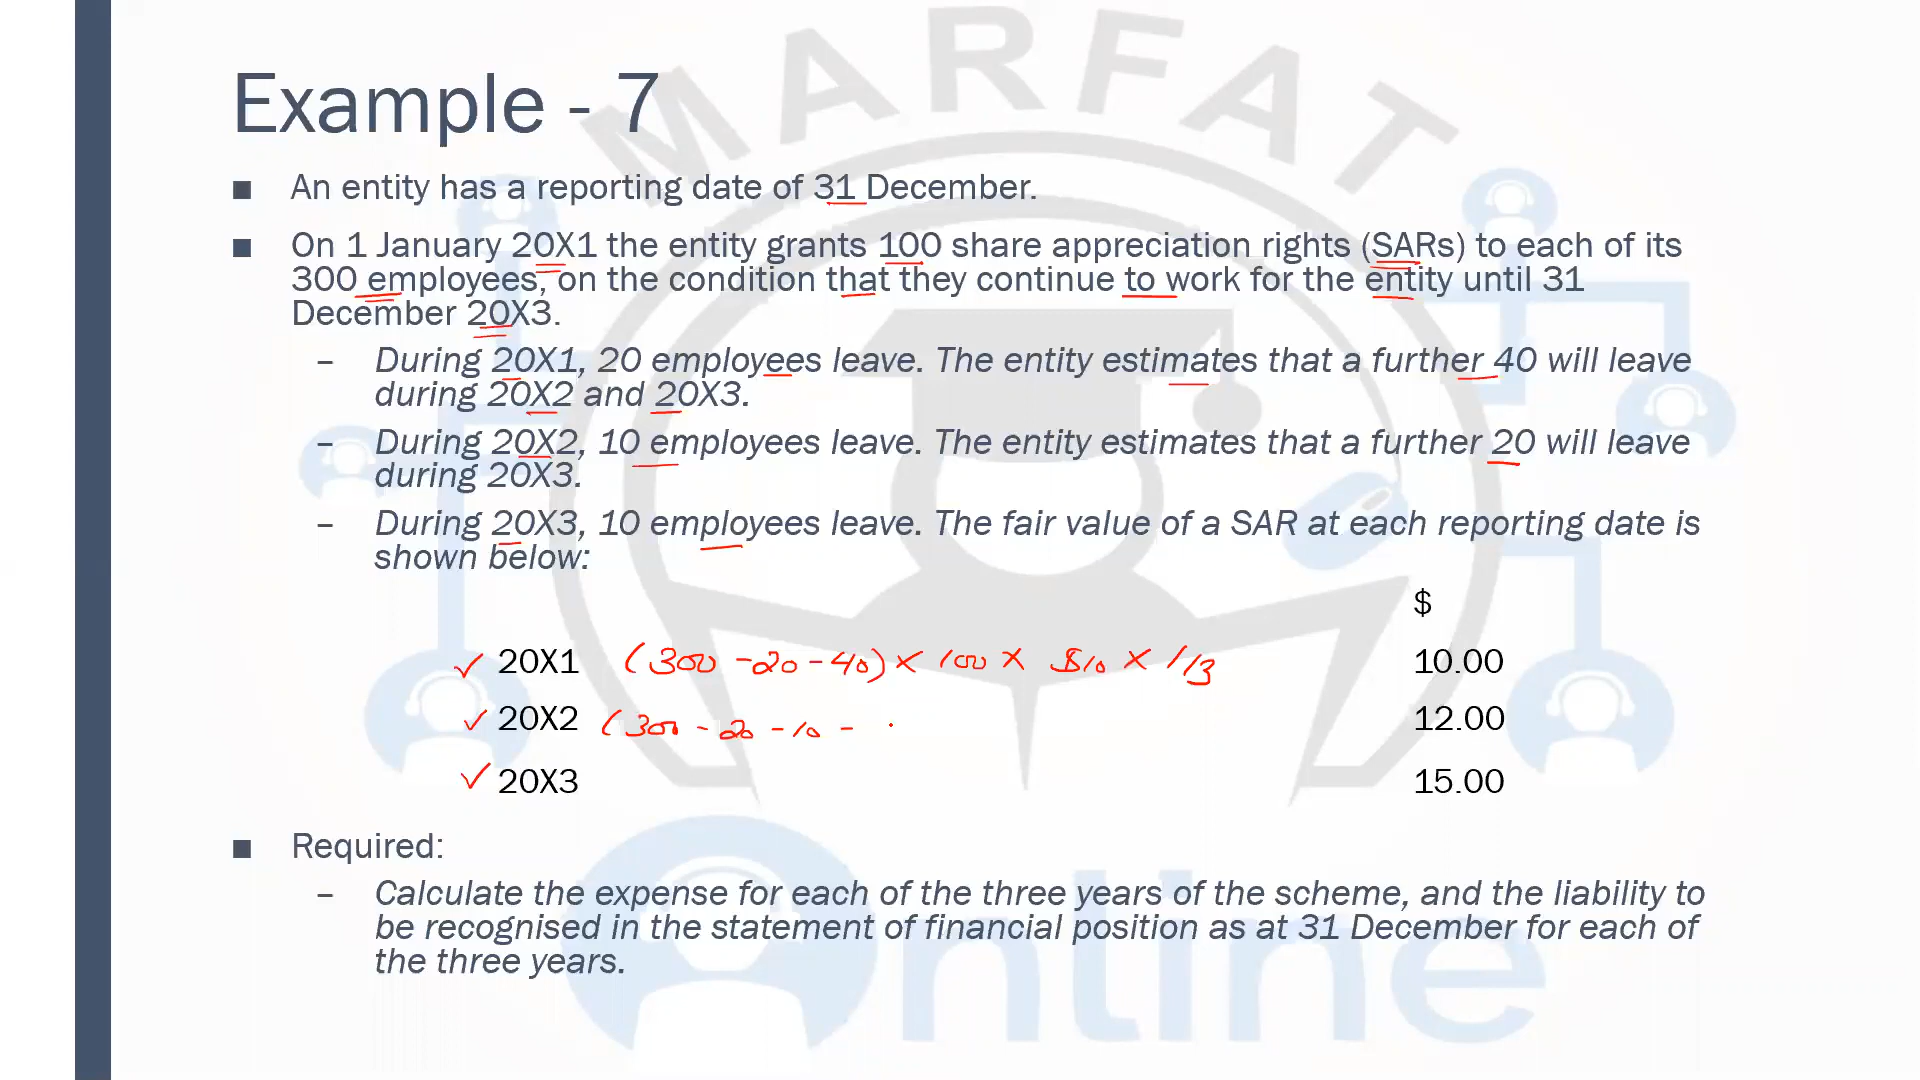 MARFAT
Example - 7
■ An entity has a reporting date of 31 December.
■ On 1 January 20X1 the entity grants 100 share appreciation rights (SARs) to each of its
300 employees, on the condition that they continue to work for the entity until 31
December 20X3.
– During 20X1, 20 employees leave. The entity estimates that a further 40 will leave
during 20X2 and 20X3.
– During 20X2, 10 employees leave. The entity estimates that a further 20 will leave
during 20X3.
– During 20X3, 10 employees leave. The fair value of a SAR at each reporting date is
shown below:
$
✓ 20X1 (300 - 20 - 40) × 100 × $10 × 1/3 10.00
✓ 20X2 (300 - 20 - 10 - 12.00
✓ 20X3 15.00
■ Required:
– Calculate the expense for each of the three years of the scheme, and the liability to
be recognised in the statement of financial position as at 31 December for each of
the three years.
Online